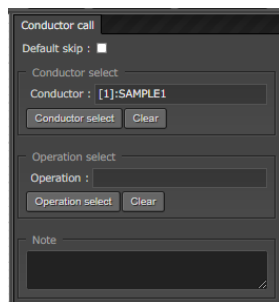 Conductor call
Default skip :
Conductor select
Conductor : [1]:SAMPLE1
Conductor select Clear
Operation select
Operation :
Operation select Clear
Note